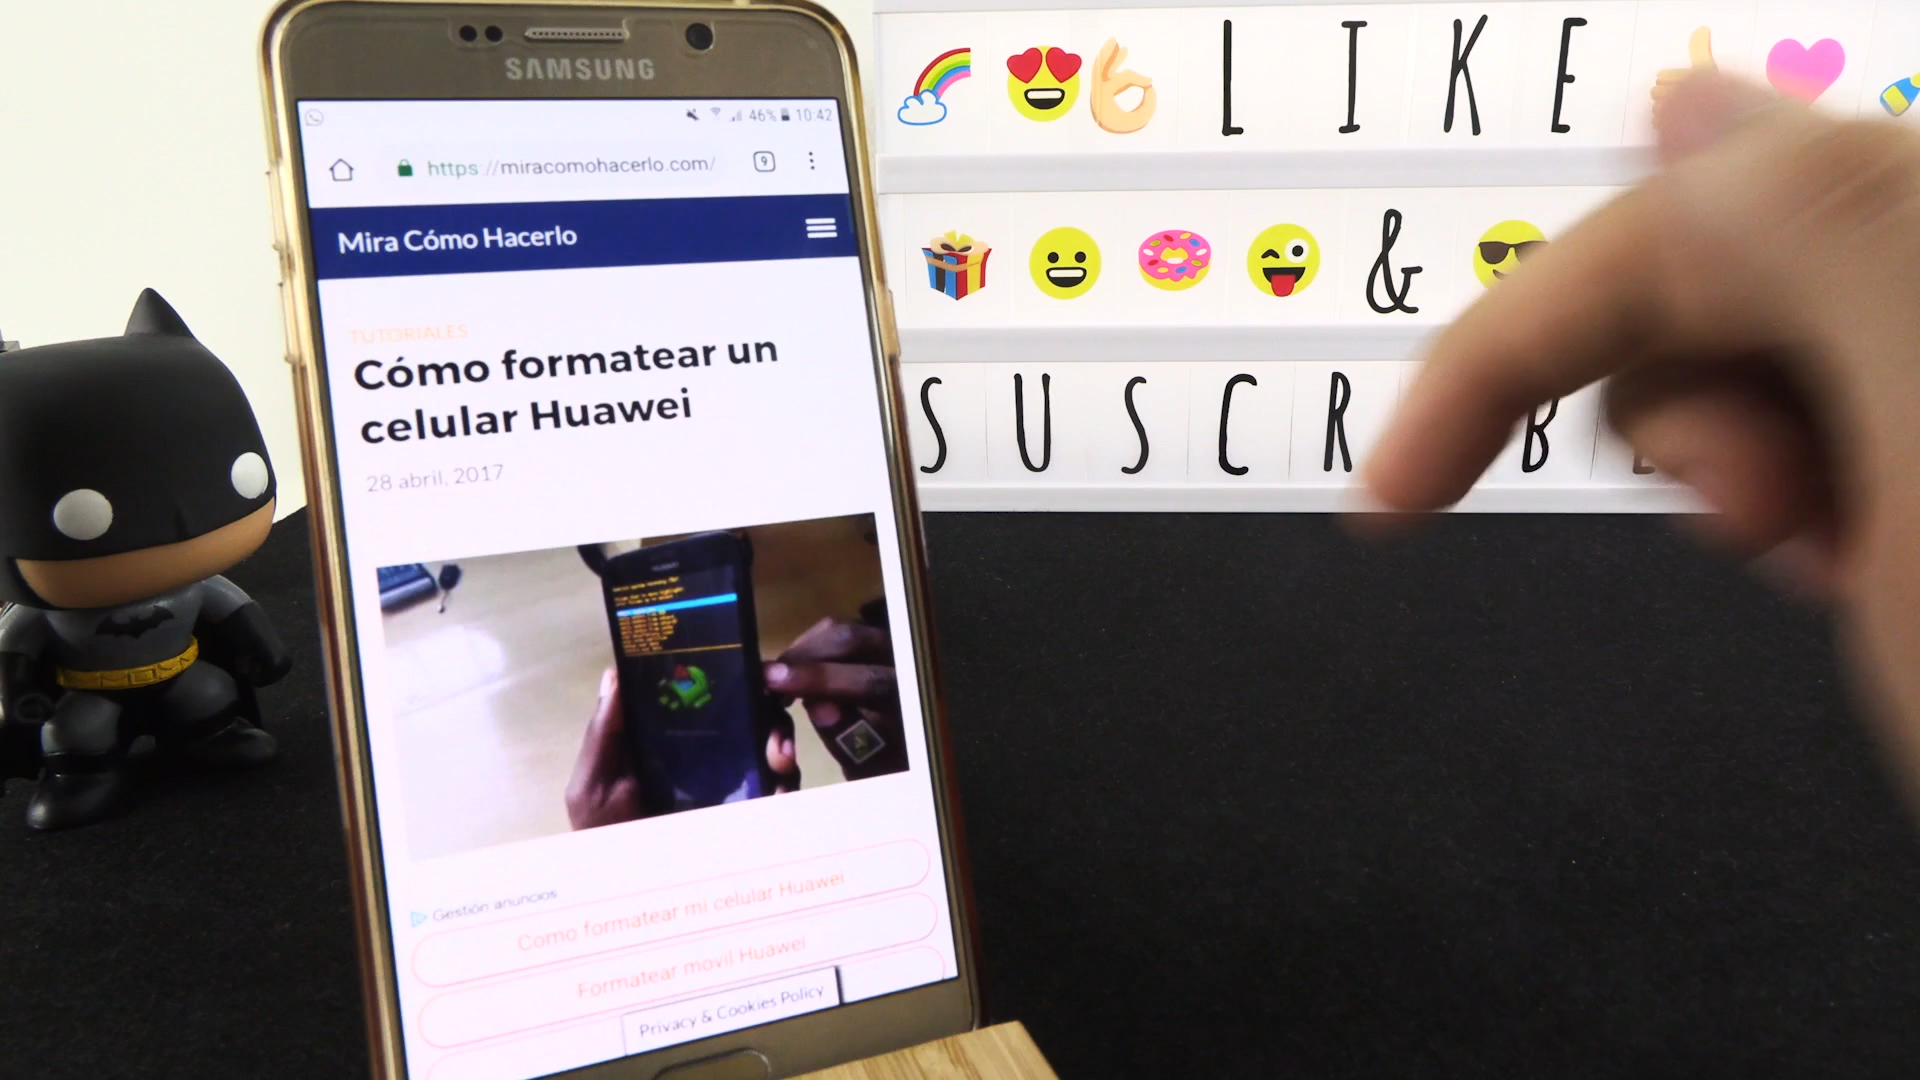 SAMSUNG
46% 10:42
https://miracomohacerlo.com/
9
Mira Cómo Hacerlo
TUTORIALES
Cómo formatear un
celular Huawei
28 abril, 2017
Gestión anuncios
Como formatear mi celular Huawei
Formatear movil Huawei
Privacy & Cookies Policy
LIKE
&
SUSCR B